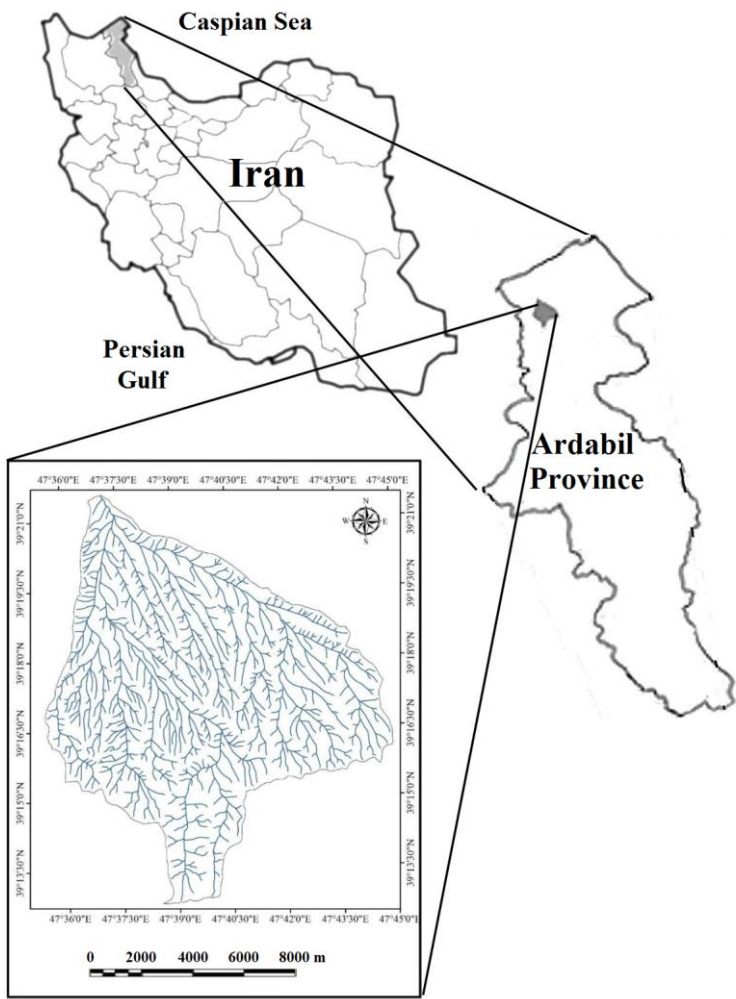 Caspian Sea
Iran
Persian
Gulf
Ardabil
Province
47°36'0"E 47°37'30"E 47°39'0"E 47°40'30"E 47°42'0"E 47°43'30"E 47°45'0"E
N
W E
S
39°21'0"N
39°19'30"N
39°18'0"N
39°16'30"N
39°15'0"N
39°13'30"N
39°21'0"N
39°19'30"N
39°18'0"N
39°16'30"N
39°15'0"N
39°13'30"N
47°36'0"E 47°37'30"E 47°39'0"E 47°40'30"E 47°42'0"E 47°43'30"E 47°45'0"E
0 2000 4000 6000 8000 m